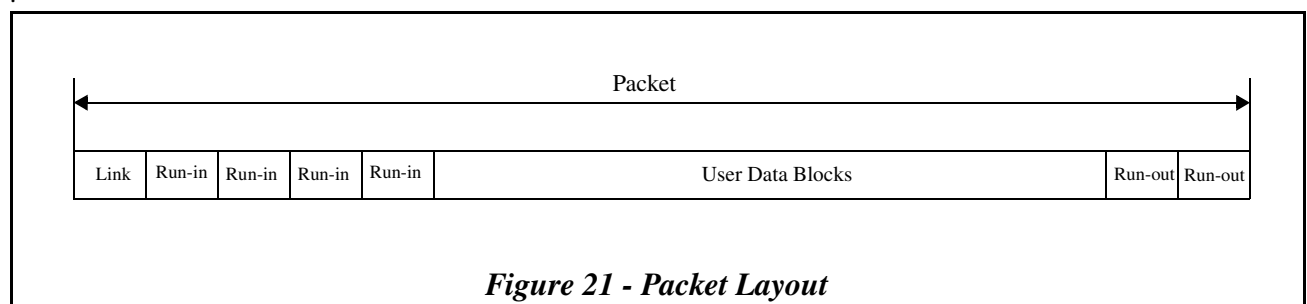 Packet
Link Run-in Run-in Run-in Run-in User Data Blocks Run-out Run-out
Figure 21 - Packet Layout